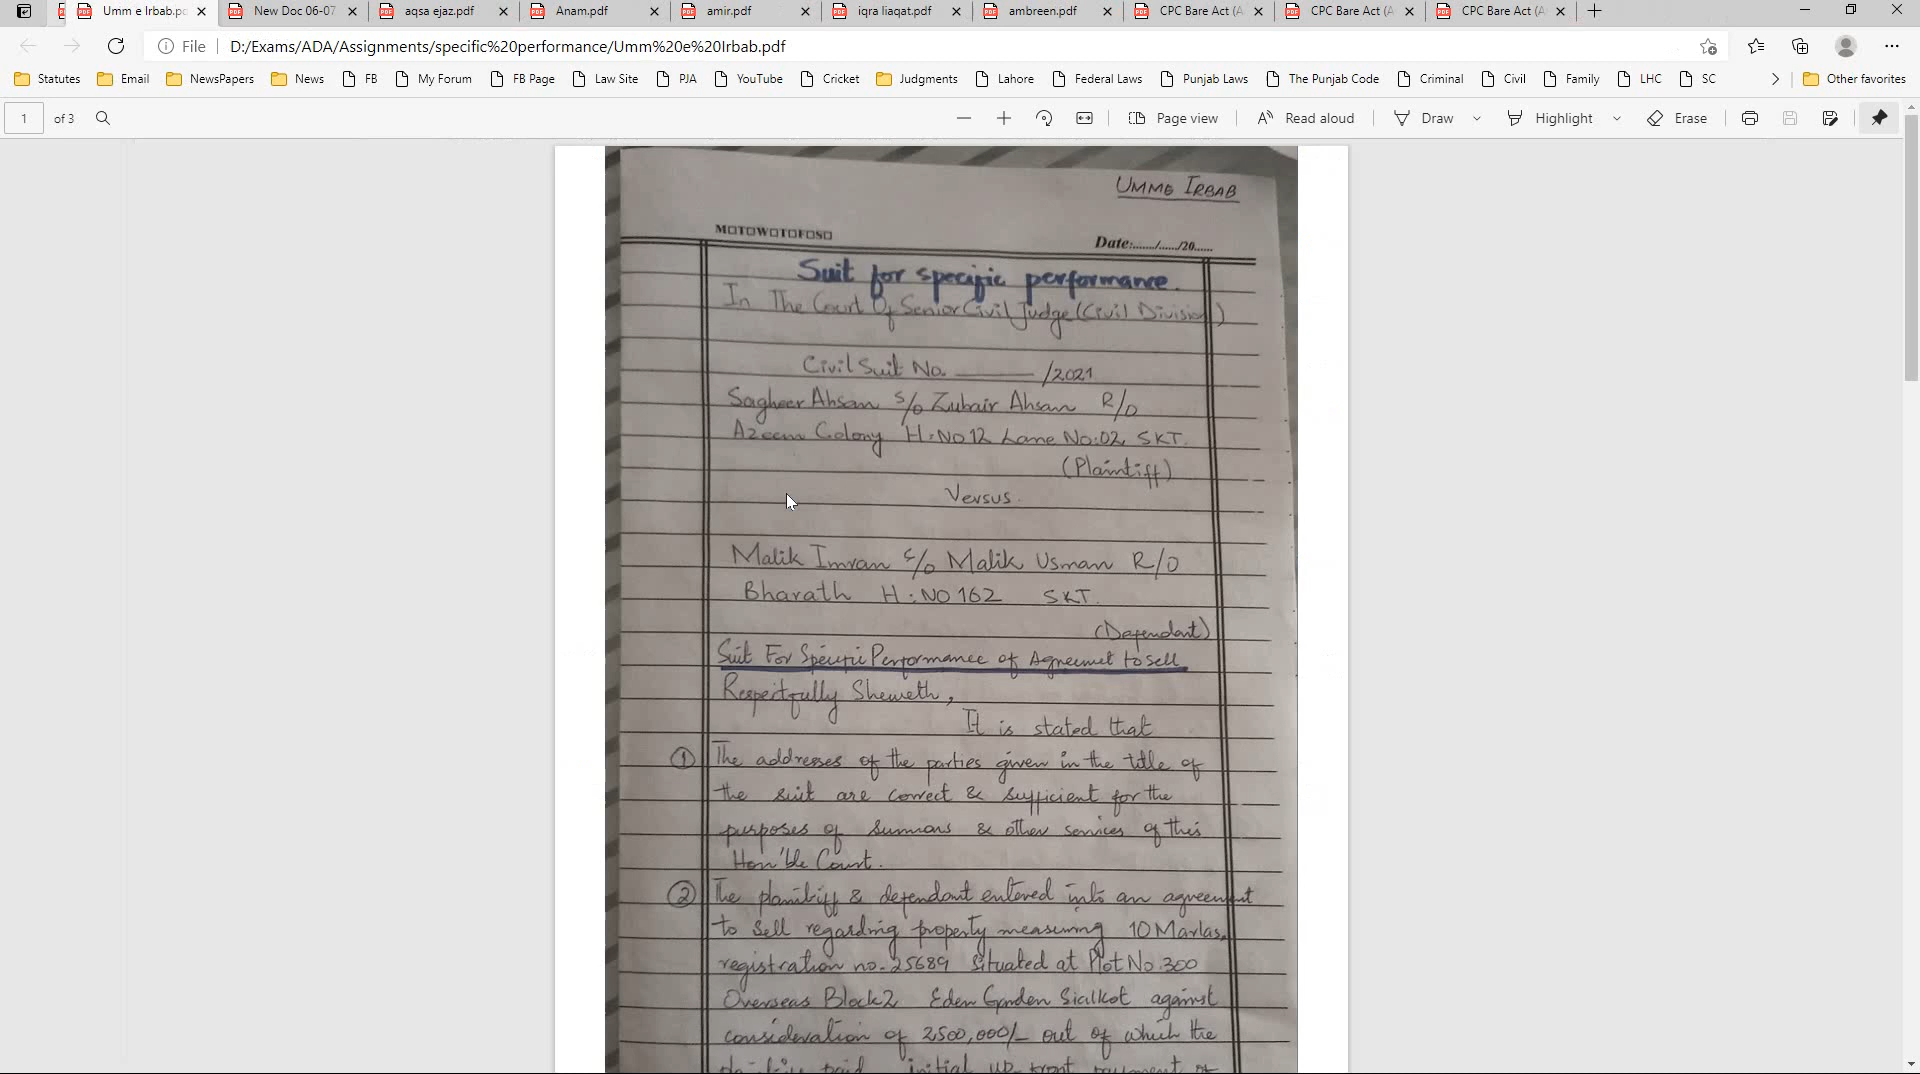 Umm e Irbab.pd
New Doc 06-07
aqsa ejaz.pdf
Anam.pdf
amir.pdf
iqra liaqat.pdf
ambreen.pdf
CPC Bare Act (A
CPC Bare Act (A
CPC Bare Act (A
File D:/Exams/ADA/Assignments/specific%20performance/Umm%20e%20Irbab.pdf
Statutes Email NewsPapers News FB My Forum FB Page Law Site PJA YouTube Cricket Judgments Lahore Federal Laws Punjab Laws The Punjab Code Criminal Civil Family LHC SC Other favorites
1 of 3 Page view Read aloud Draw Highlight Erase
UMME IRBAB
M□T□W□T□F□S□
Date:......./....../20......
Suit for specific performance.
In The Court Of Senior Civil Judge (Civil Division)
Civil Suit No. ______ /2021
Sagheer Ahsan S/o Zubair Ahsan R/O
Azeem Colony H:No 12 Lane No:02, SKT.
(Plaintiff)
Versus.
Malik Imran S/o Malik Usman R/O
Bharath H:NO 162 SKT.
(Defendant)
Suit For Specific Performance of Agreemet to sell
Respectfully Sheweth,
It is stated that
① The addresses of the parties given in the title of
the suit are correct & sufficient for the
purposes of summons & other services of this
Hon'ble Court.
② The plaintiff & defendant entered into an agreement
to sell regarding property measuring 10 Marlas,
registration no. 25689 situated at Plot No. 300
Overseas Block 2 Eden Garden Sialkot against
consideration of 2500,000/- out of which the
initial up-front payment of